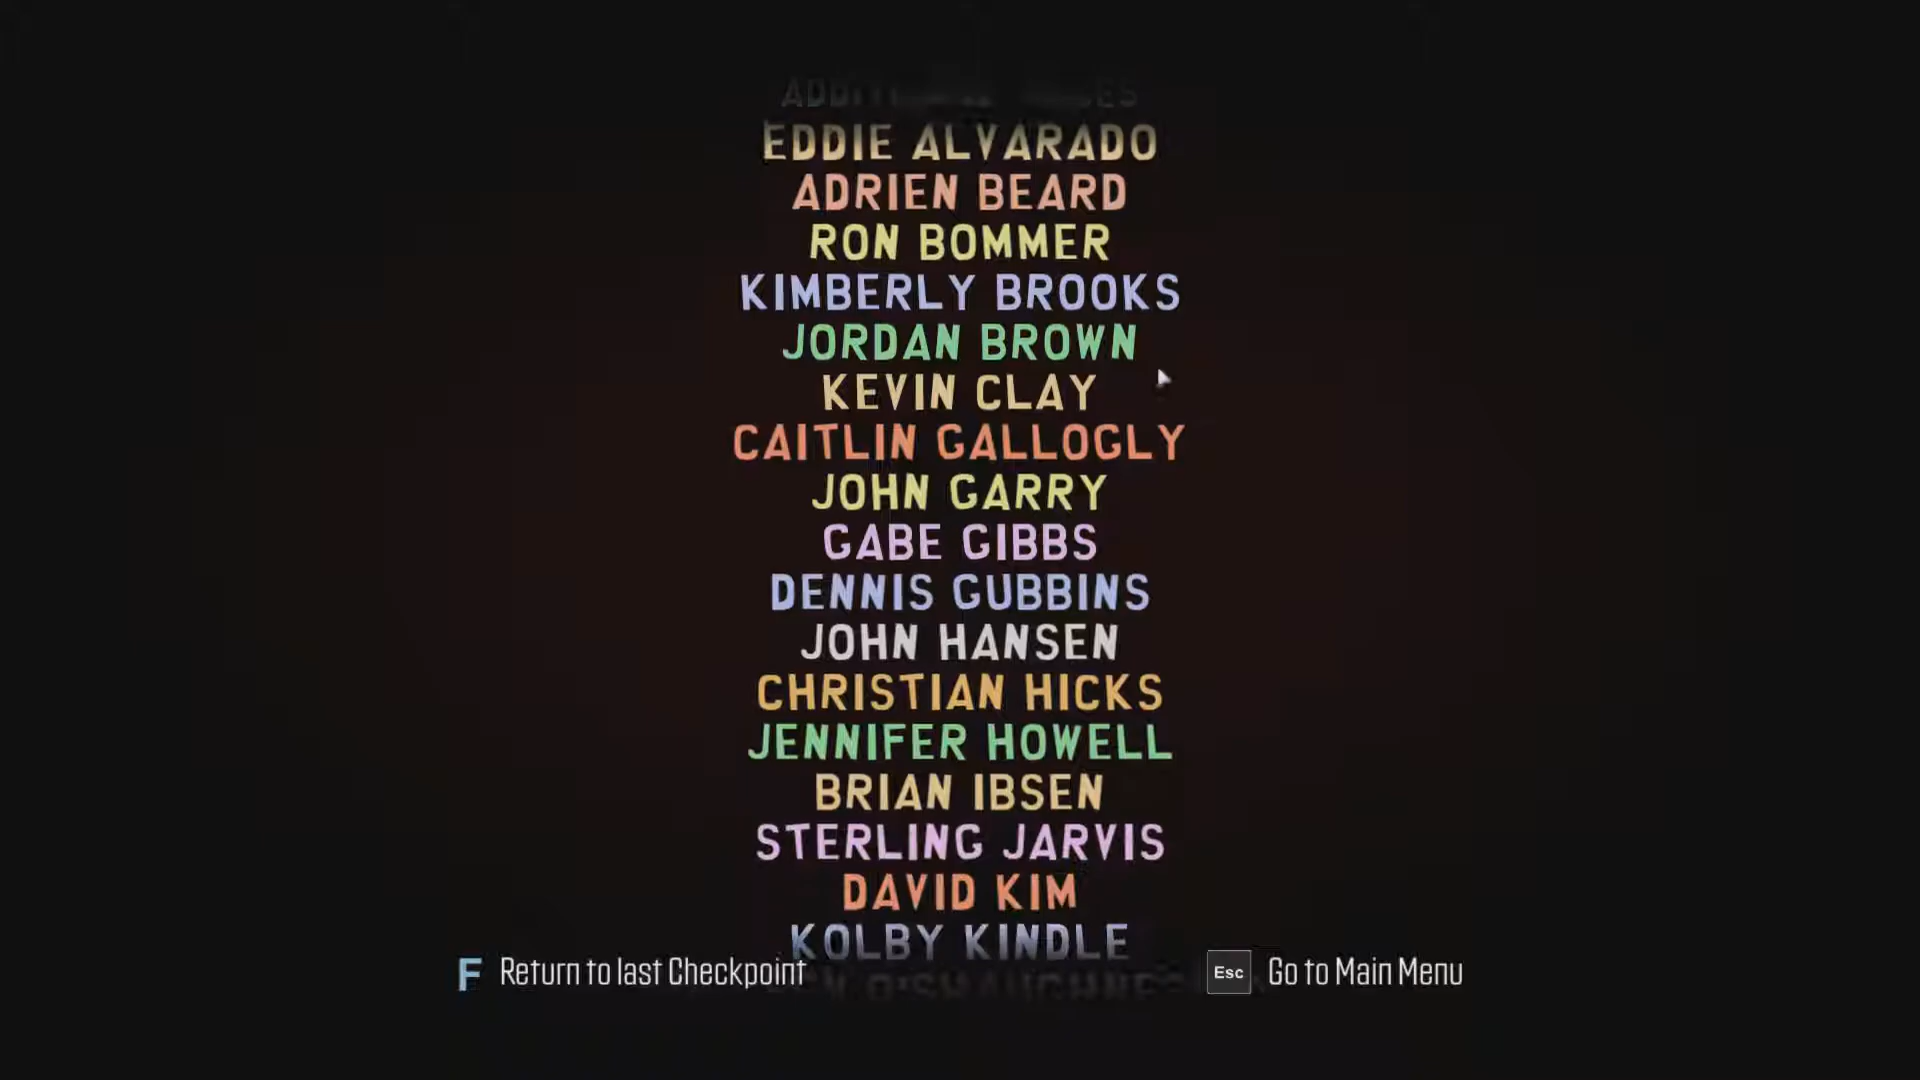 ADDITIONAL VOICES
EDDIE ALVARADO
ADRIEN BEARD
RON BOMMER
KIMBERLY BROOKS
JORDAN BROWN
KEVIN CLAY
CAITLIN GALLOGLY
JOHN GARRY
GABE GIBBS
DENNIS GUBBINS
JOHN HANSEN
CHRISTIAN HICKS
JENNIFER HOWELL
BRIAN IBSEN
STERLING JARVIS
DAVID KIM
KOLBY KINDLE
F Return to last Checkpoint
Esc Go to Main Menu